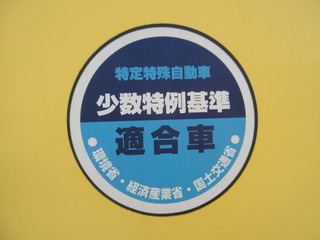 特定特殊自動車
少数特例基準
適合車
●環境省・経済産業省・国土交通省●